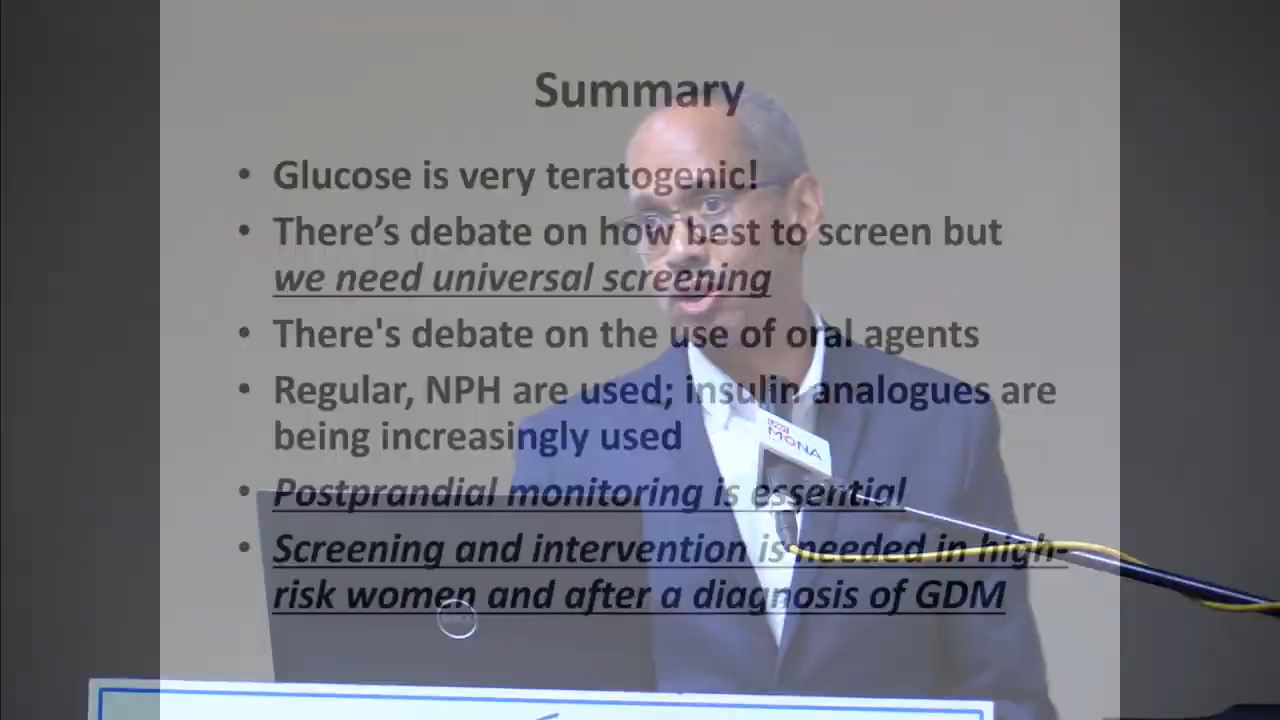 Summary
• Glucose is very teratogenic!
• There’s debate on how best to screen but
we need universal screening
• There's debate on the use of oral agents
• Regular, NPH are used; insulin analogues are
being increasingly used
• Postprandial monitoring is essential
• Screening and intervention is needed in high-
risk women and after a diagnosis of GDM
MONA